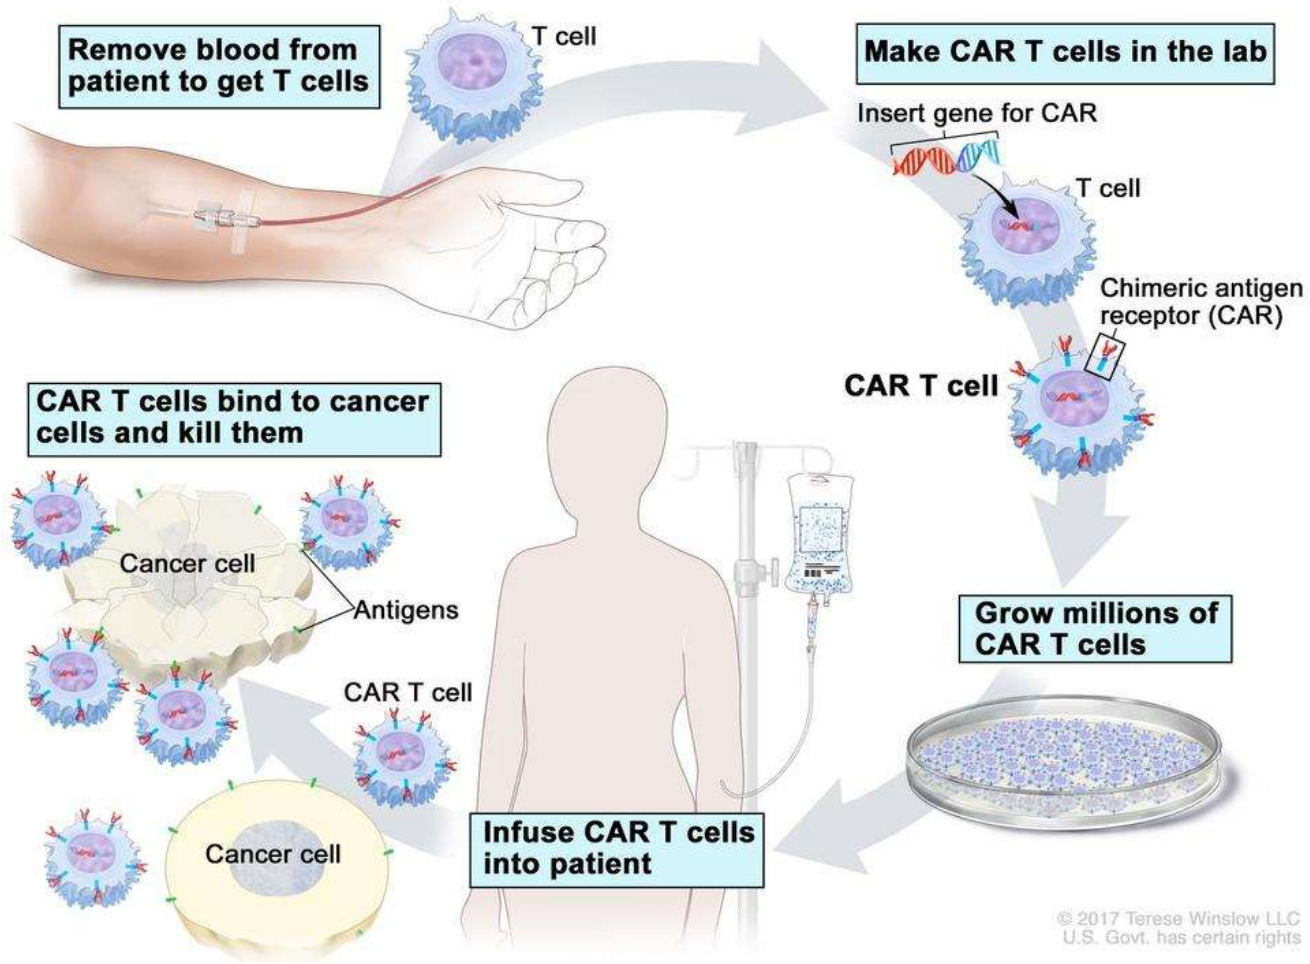 Remove blood from
patient to get T cells
T cell
Make CAR T cells in the lab
Insert gene for CAR
T cell
Chimeric antigen
receptor (CAR)
CAR T cell
Grow millions of
CAR T cells
Infuse CAR T cells
into patient
CAR T cells bind to cancer
cells and kill them
Cancer cell
Antigens
CAR T cell
Cancer cell
© 2017 Terese Winslow LLC
U.S. Govt. has certain rights